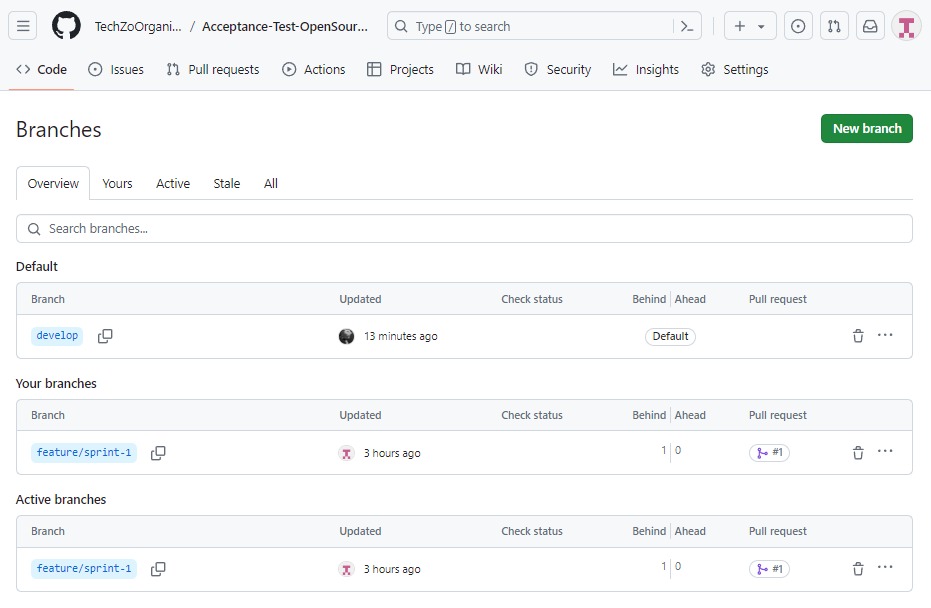 TechZoOrgani... / Acceptance-Test-OpenSour...
Type / to search
Code Issues Pull requests Actions Projects Wiki Security Insights Settings
Branches
New branch
Overview Yours Active Stale All
Search branches...
Default
Branch Updated Check status Behind Ahead Pull request
develop 13 minutes ago Default
Your branches
Branch Updated Check status Behind Ahead Pull request
feature/sprint-1 3 hours ago 1 0 #1
Active branches
Branch Updated Check status Behind Ahead Pull request
feature/sprint-1 3 hours ago 1 0 #1